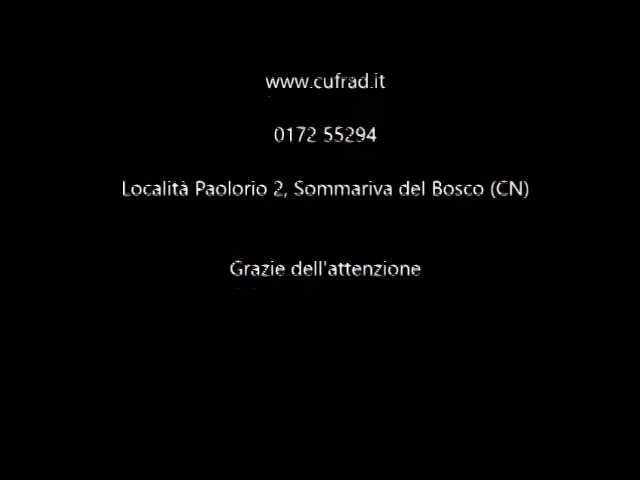 www.cufrad.it
0172 55294
Località Paolorio 2, Sommariva del Bosco (CN)
Grazie dell'attenzione